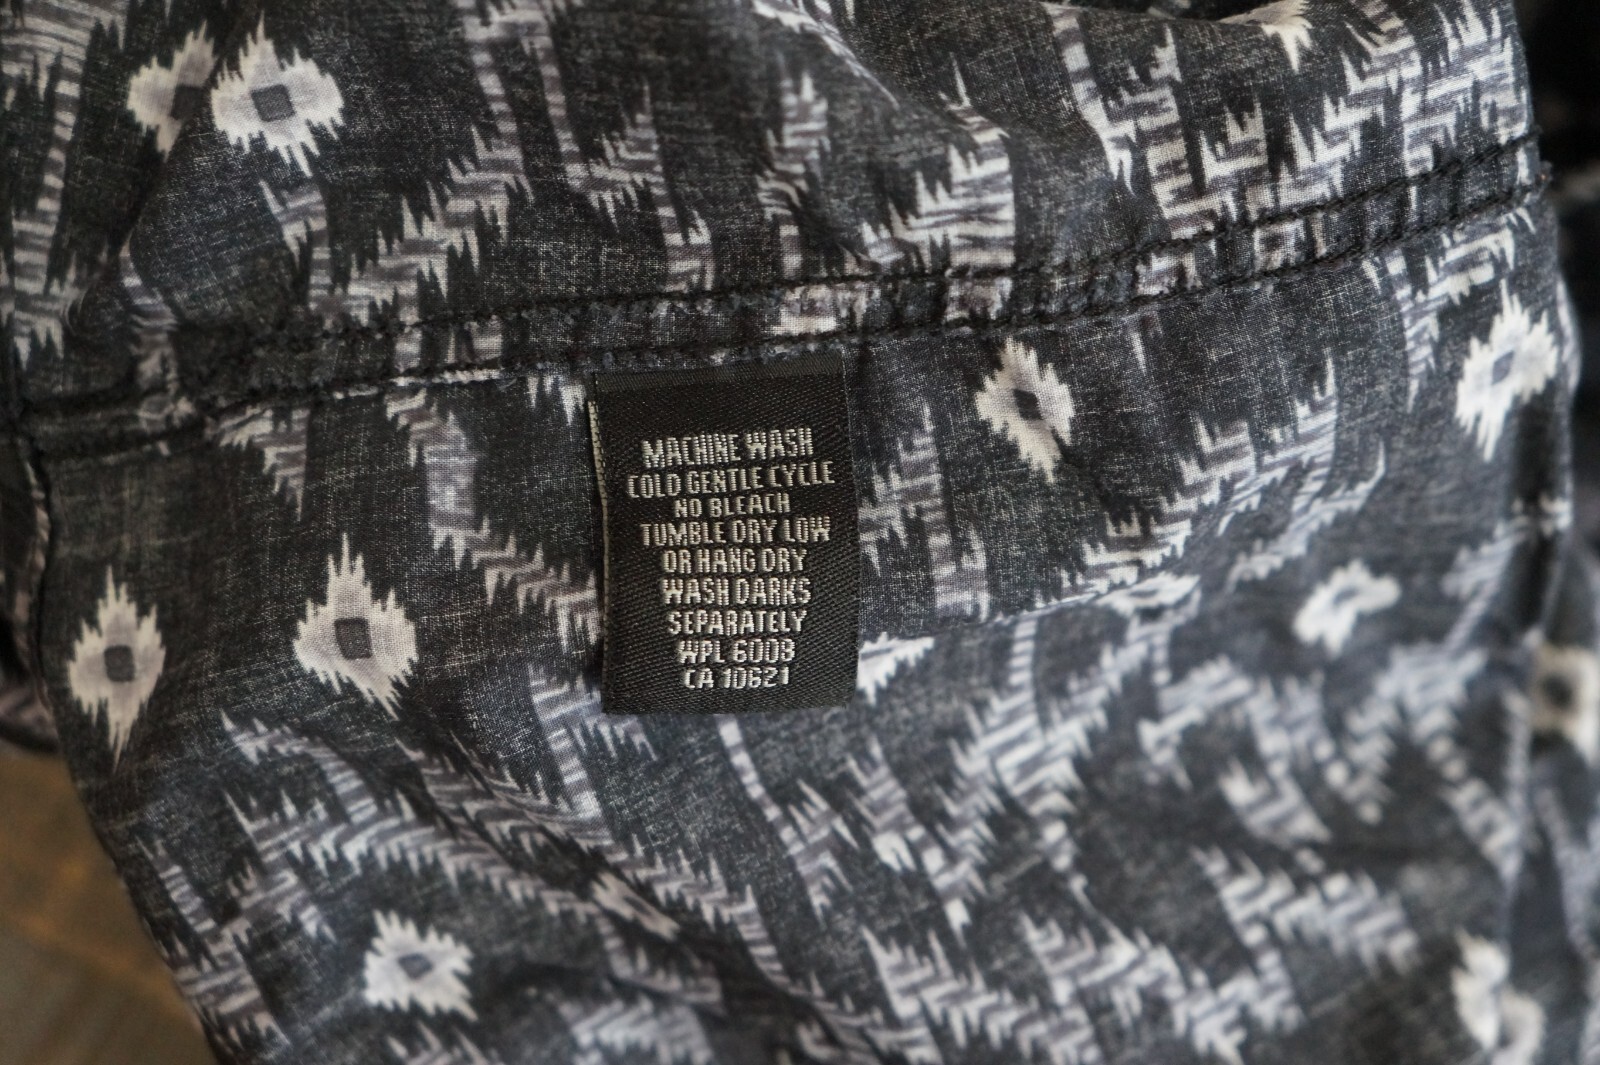 MACHINE WASH
COLD GENTLE CYCLE
NO BLEACH
TUMBLE DRY LOW
OR HANG DRY
WASH DARKS
SEPARATELY
WPL 6008
CA 10621